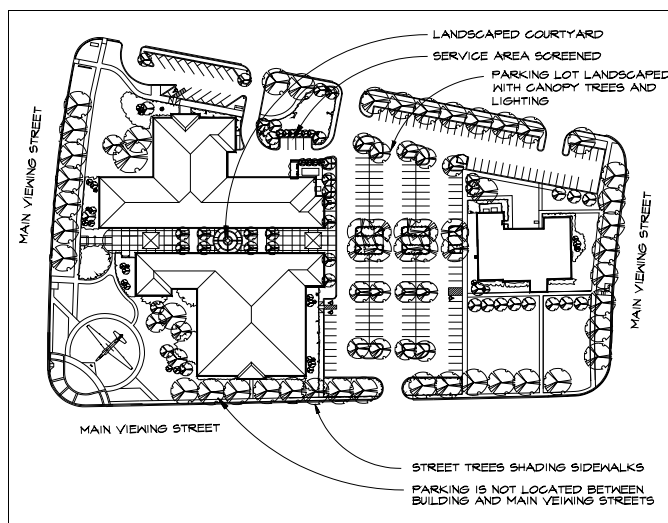 LANDSCAPED COURTYARD
SERVICE AREA SCREENED
PARKING LOT LANDSCAPED
WITH CANOPY TREES AND
LIGHTING
MAIN VIEWING STREET
MAIN VIEWING STREET
MAIN VIEWING STREET
STREET TREES SHADING SIDEWALKS
PARKING IS NOT LOCATED BETWEEN
BUILDING AND MAIN VEIWING STREETS